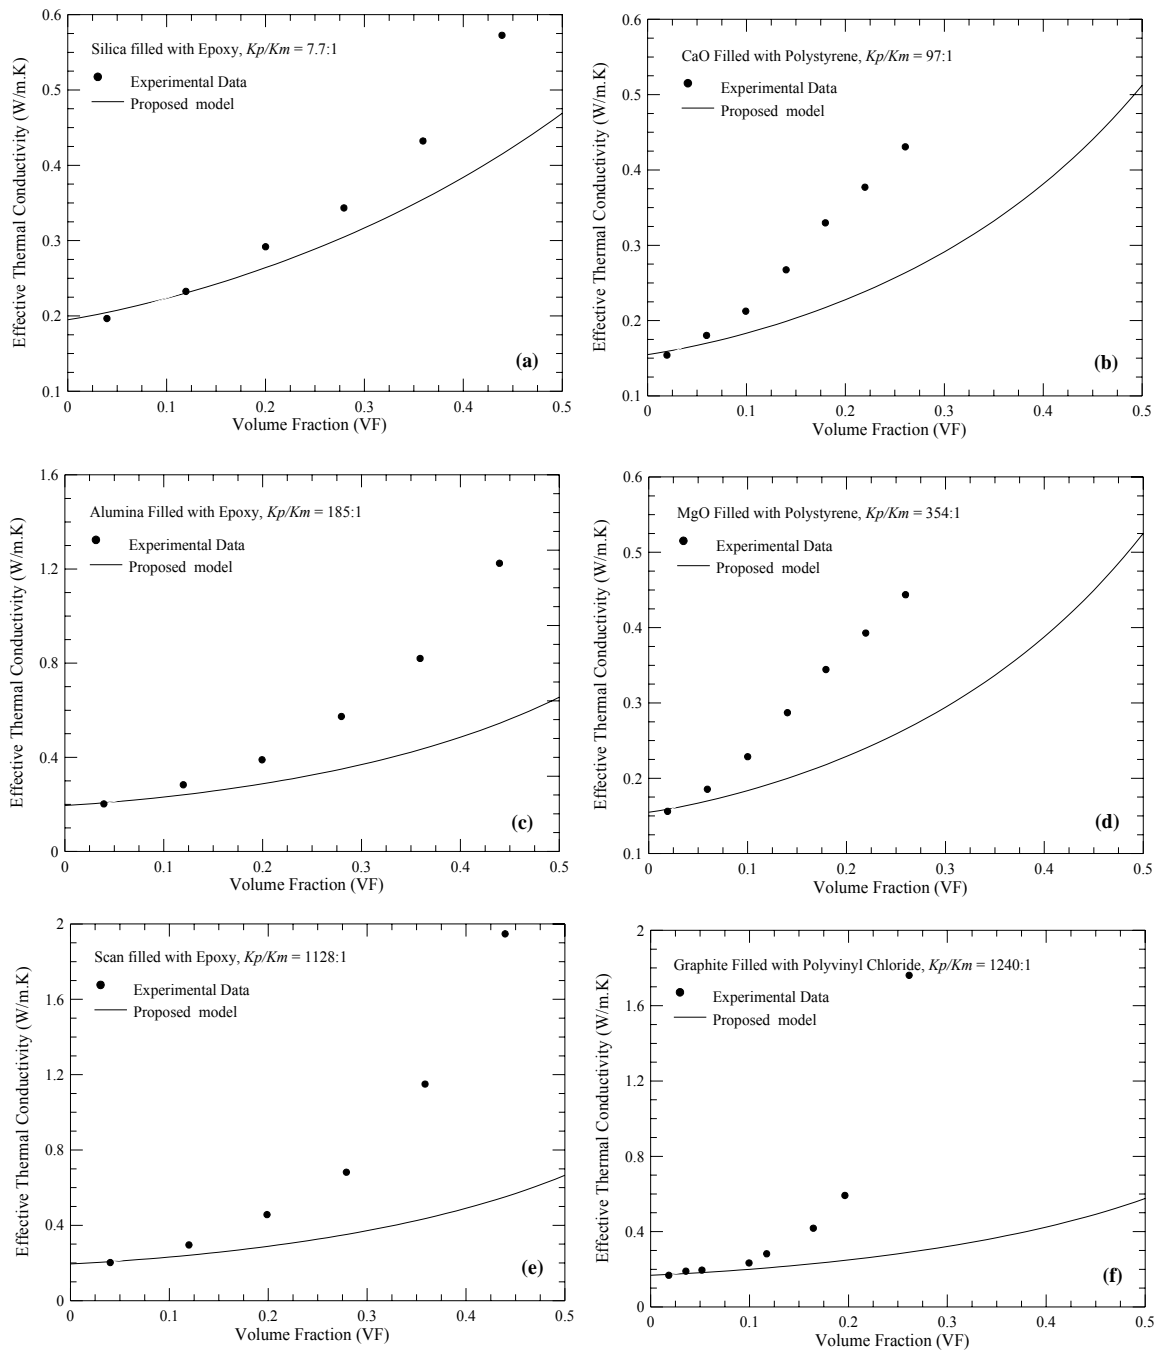 0.6
0.5
0.4
0.3
0.2
0.1
Effective Thermal Conductivity (W/m.K)
Silica filled with Epoxy, Kp/Km = 7.7:1
Experimental Data
Proposed model
(a)
0 0.1 0.2 0.3 0.4 0.5
Volume Fraction (VF)
0.6
0.5
0.4
0.3
0.2
0.1
Effective Thermal Conductivity (W/m.K)
CaO Filled with Polystyrene, Kp/Km = 97:1
Experimental Data
Proposed model
(b)
0 0.1 0.2 0.3 0.4 0.5
Volume Fraction (VF)
1.6
1.2
0.8
0.4
0
Effective Thermal Conductivity (W/m.K)
Alumina Filled with Epoxy, Kp/Km = 185:1
Experimental Data
Proposed model
(c)
0 0.1 0.2 0.3 0.4 0.5
Volume Fraction (VF)
0.6
0.5
0.4
0.3
0.2
0.1
Effective Thermal Conductivity (W/m.K)
MgO Filled with Polystyrene, Kp/Km = 354:1
Experimental Data
Proposed model
(d)
0 0.1 0.2 0.3 0.4 0.5
Volume Fraction (VF)
2
1.6
1.2
0.8
0.4
0
Effective Thermal Conductivity (W/m.K)
Scan filled with Epoxy, Kp/Km = 1128:1
Experimental Data
Proposed model
(e)
0 0.1 0.2 0.3 0.4 0.5
Volume Fraction (VF)
2
1.6
1.2
0.8
0.4
0
Effective Thermal Conductivity (W/m.K)
Graphite Filled with Polyvinyl Chloride, Kp/Km = 1240:1
Experimental Data
Proposed model
(f)
0 0.1 0.2 0.3 0.4 0.5
Volume Fraction (VF)